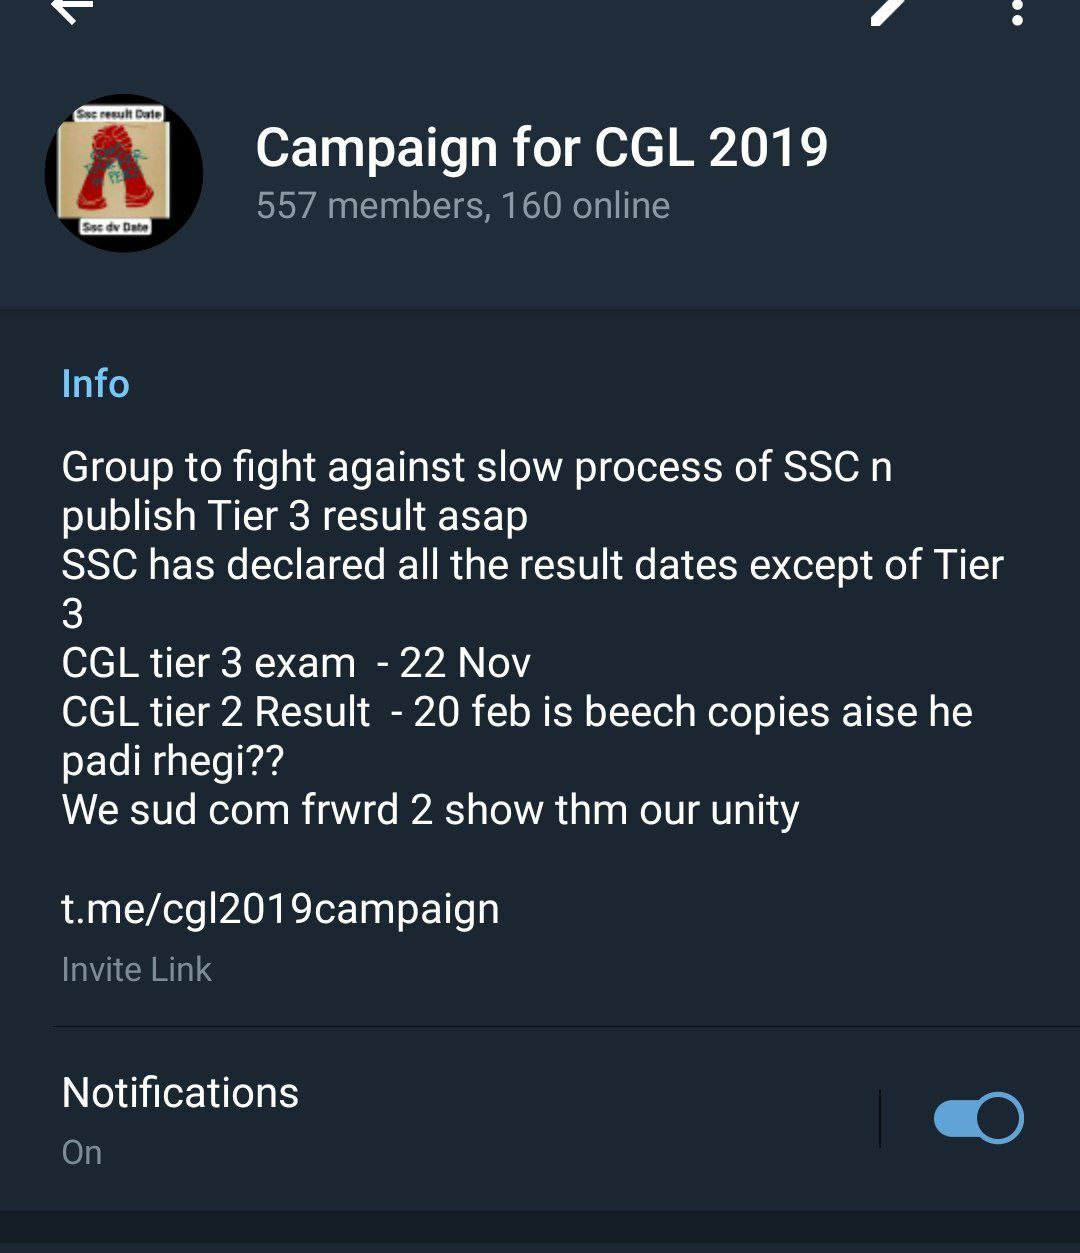 Ssc result Date
Ssc dv Date
Campaign for CGL 2019
557 members, 160 online
Info
Group to fight against slow process of SSC n
publish Tier 3 result asap
SSC has declared all the result dates except of Tier
3
CGL tier 3 exam  - 22 Nov
CGL tier 2 Result  - 20 feb is beech copies aise he
padi rhegi??
We sud com frwrd 2 show thm our unity
t.me/cgl2019campaign
Invite Link
Notifications
On